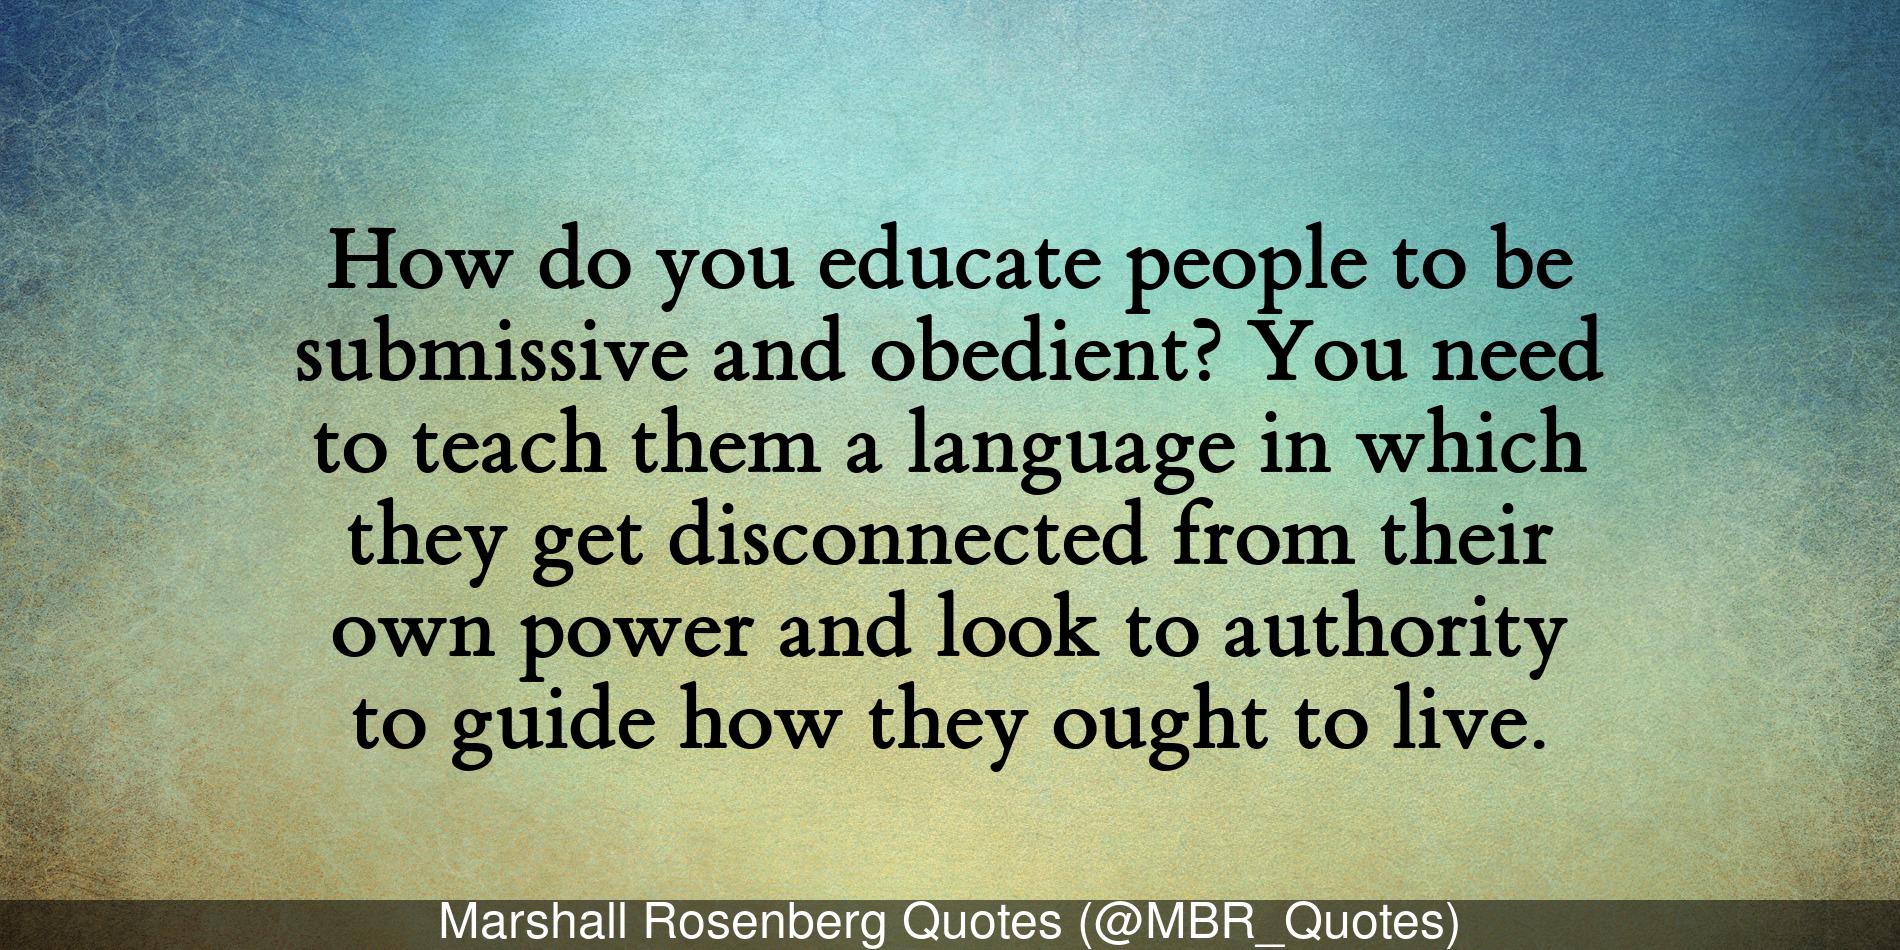 How do you educate people to be
submissive and obedient? You need
to teach them a language in which
they get disconnected from their
own power and look to authority
to guide how they ought to live.
Marshall Rosenberg Quotes (@MBR_Quotes)